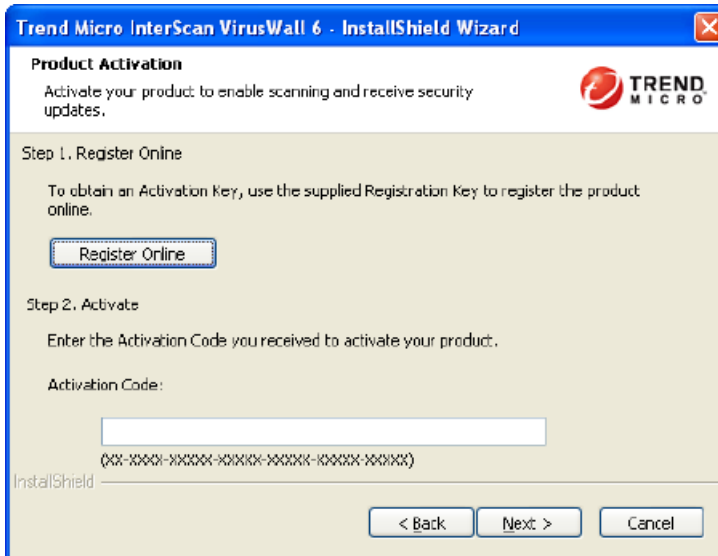 Trend Micro InterScan VirusWall 6 - InstallShield Wizard
Product Activation
Activate your product to enable scanning and receive security
updates.
TREND
MICRO
Step 1. Register Online
To obtain an Activation Key, use the supplied Registration Key to register the product
online.
Register Online
Step 2. Activate
Enter the Activation Code you received to activate your product.
Activation Code:
(XX-XXXX-XXXXX-XXXXX-XXXXX-XXXXX-XXXXX)
InstallShield
< Back
Next >
Cancel